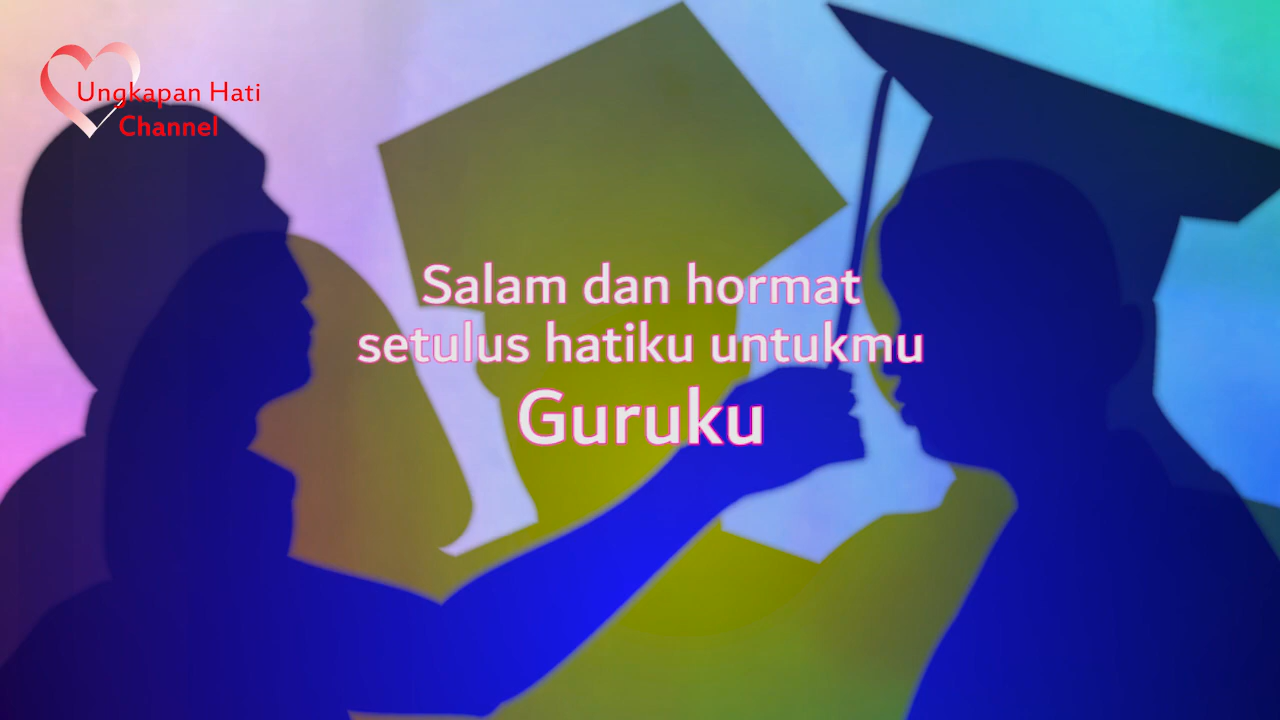 Ungkapan Hati
Channel
Salam dan hormat
setulus hatiku untukmu
Guruku